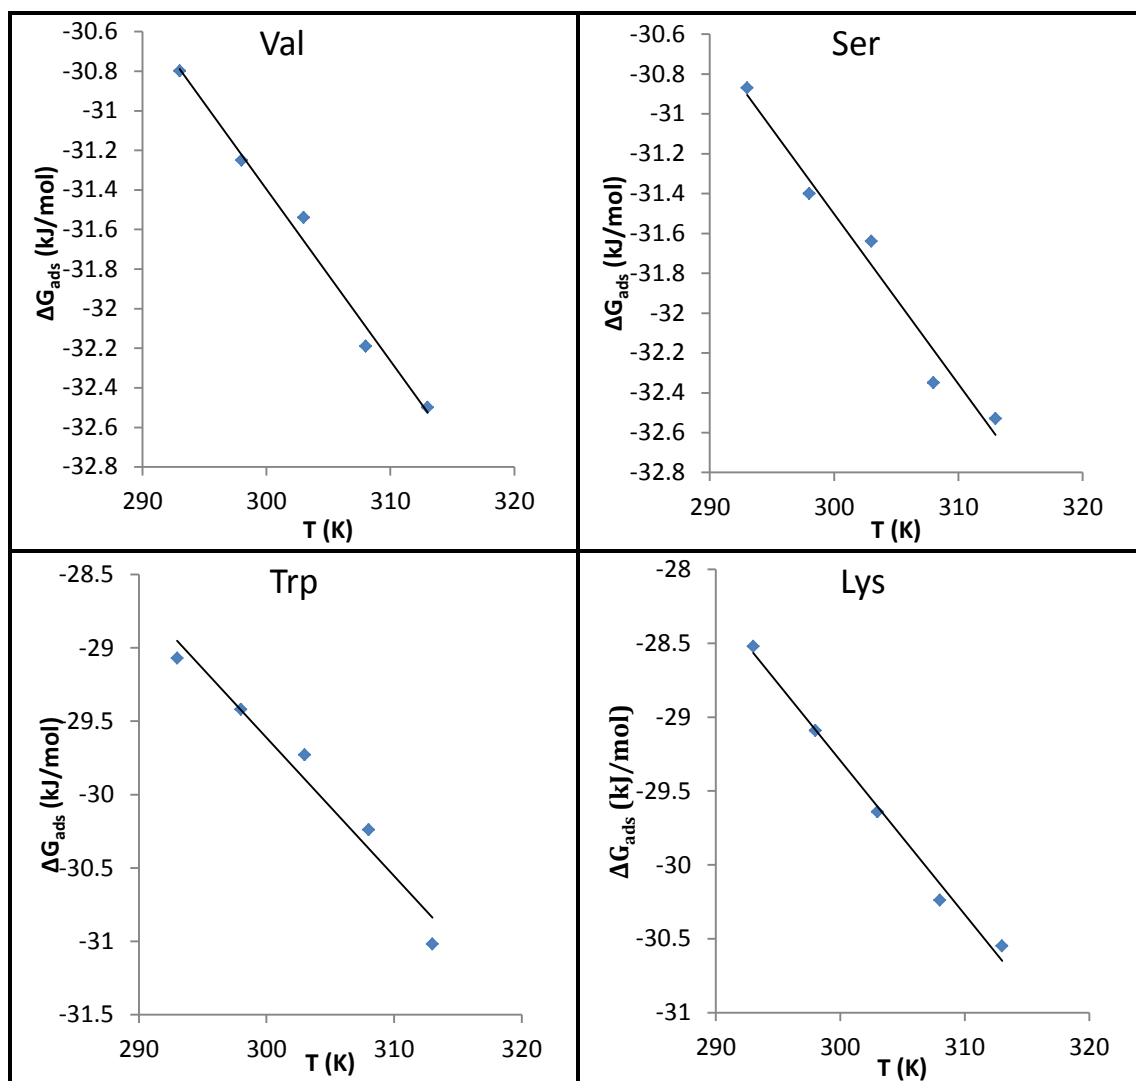 Val
-30.6
-30.8
-31
-31.2
-31.4
-31.6
-31.8
-32
-32.2
-32.4
-32.6
-32.8
ΔGads (kJ/mol)
290 300 310 320
T (K)
Ser
-30.6
-30.8
-31
-31.2
-31.4
-31.6
-31.8
-32
-32.2
-32.4
-32.6
-32.8
ΔGads (kJ/mol)
290 300 310 320
T (K)
Trp
-28.5
-29
-29.5
-30
-30.5
-31
-31.5
ΔGads (kJ/mol)
290 300 310 320
T (K)
Lys
-28
-28.5
-29
-29.5
-30
-30.5
-31
ΔGads (kJ/mol)
290 300 310 320
T (K)